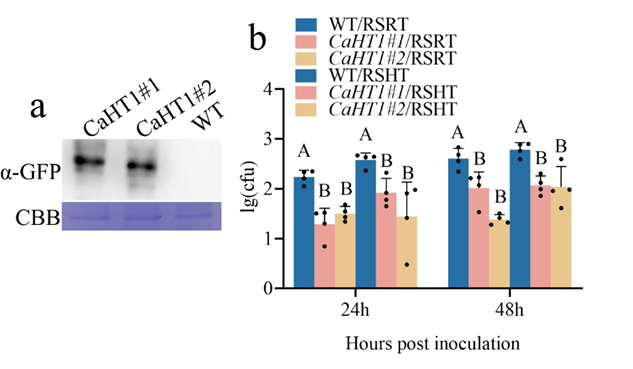 a
CaHT1#1
CaHT1#2
WT
α-GFP
CBB
b
WT/RSRT
CaHT1#1/RSRT
CaHT1#2/RSRT
WT/RSHT
CaHT1#1/RSHT
CaHT1#2/RSHT
lg(cfu)
4
3
2
1
0
A
B
B
A
B
B
A
B
B
A
B
B
24h
48h
Hours post inoculation